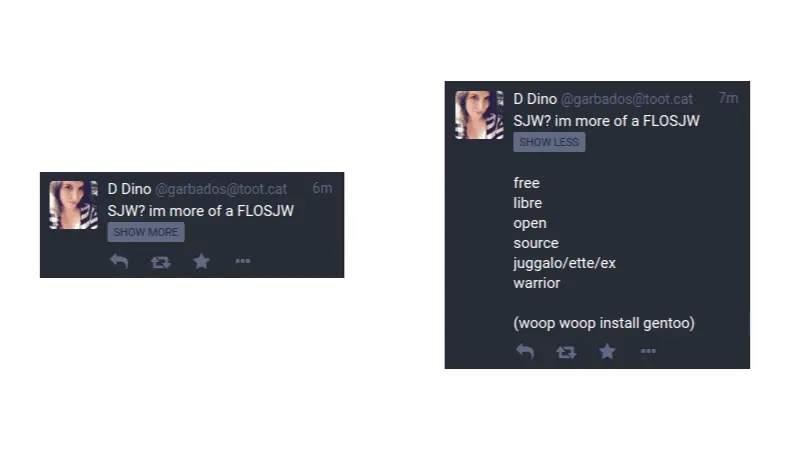 D Dino @garbados@toot.cat 6m
SJW? im more of a FLOSJW
SHOW MORE
D Dino @garbados@toot.cat 7m
SJW? im more of a FLOSJW
SHOW LESS
free
libre
open
source
juggalo/ette/ex
warrior
(woop woop install gentoo)